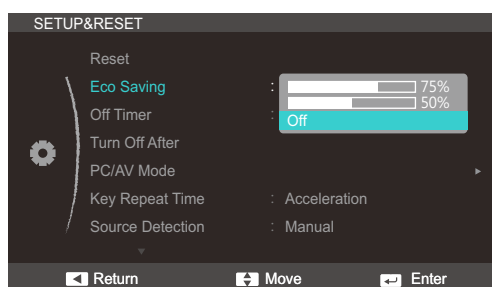 SETUP&RESET
Reset
Eco Saving :
75%
50%
Off Timer :
Off
Turn Off After
PC/AV Mode
Key Repeat Time : Acceleration
Source Detection : Manual
Return Move Enter